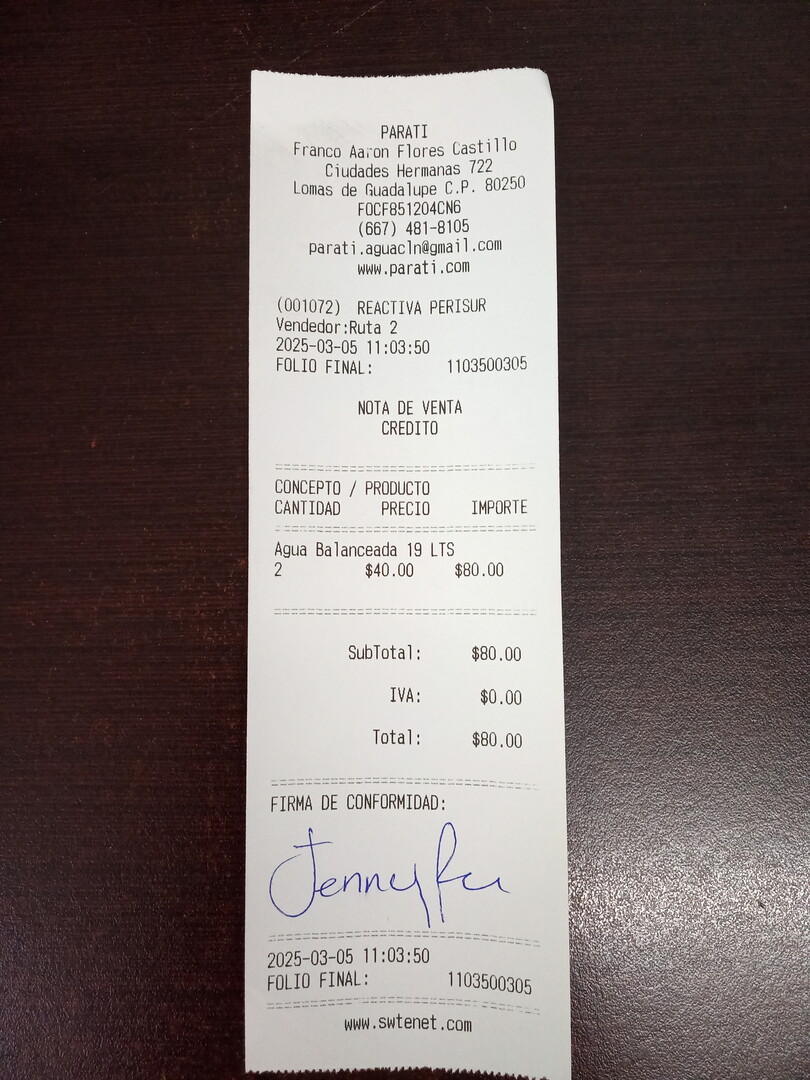 PARATI
Franco Aaron Flores Castillo
Ciudades Hermanas 722
Lomas de Guadalupe C.P. 80250
FOCF851204CN6
(667) 481-8105
parati.aguacln@gmail.com
www.parati.com
(001072) REACTIVA PERISUR
Vendedor:Ruta 2
2025-03-05 11:03:50
FOLIO FINAL: 1103500305
NOTA DE VENTA
CREDITO
CONCEPTO / PRODUCTO
CANTIDAD PRECIO IMPORTE
Agua Balanceada 19 LTS
2 $40.00 $80.00
SubTotal: $80.00
IVA: $0.00
Total: $80.00
FIRMA DE CONFORMIDAD:
2025-03-05 11:03:50
FOLIO FINAL: 1103500305
www.swtenet.com